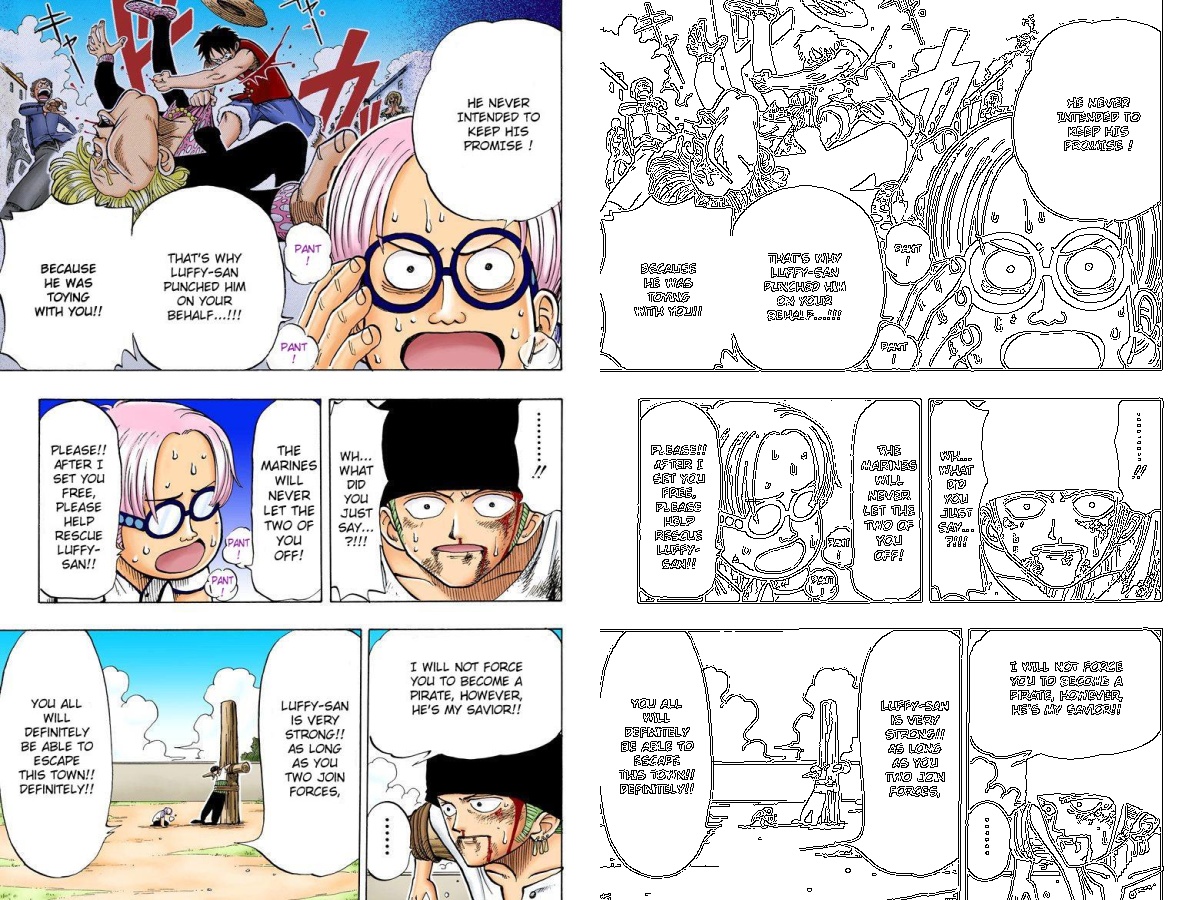 HE NEVER
INTENDED TO
KEEP HIS
PROMISE !
THAT'S WHY
LUFFY-SAN
PUNCHED HIM
ON YOUR
BEHALF...!!!
BECAUSE
HE WAS
TOYING
WITH YOU!!
PANT
!
PANT
!
........!!
WH...
WHAT
DID
YOU
JUST
SAY...
?!!!
THE
MARINES
WILL
NEVER
LET THE
TWO OF
YOU
OFF!
PLEASE!!
AFTER I
SET YOU
FREE,
PLEASE
HELP
RESCUE
LUFFY-
SAN!!
PANT
!
PANT
!
I WILL NOT FORCE
YOU TO BECOME A
PIRATE, HOWEVER,
HE'S MY SAVIOR!!
......
LUFFY-SAN
IS VERY
STRONG!!
AS LONG
AS YOU
TWO JOIN
FORCES,
YOU ALL
WILL
DEFINITELY
BE ABLE TO
ESCAPE
THIS TOWN!!
DEFINITELY!!
HE NEVER
INTENDED TO
KEEP HIS
PROMISE !
THAT'S WHY
LUFFY-SAN
PUNCHED HIM
ON YOUR
BEHALF...!!!
BECAUSE
HE WAS
TOYING
WITH YOU!!
PANT
!
PANT
!
........!!
WH...
WHAT
DID
YOU
JUST
SAY...
?!!!
THE
MARINES
WILL
NEVER
LET THE
TWO OF
YOU
OFF!
PLEASE!!
AFTER I
SET YOU
FREE,
PLEASE
HELP
RESCUE
LUFFY-
SAN!!
PANT
!
PANT
!
I WILL NOT FORCE
YOU TO BECOME A
PIRATE, HOWEVER,
HE'S MY SAVIOR!!
......
LUFFY-SAN
IS VERY
STRONG!!
AS LONG
AS YOU
TWO JOIN
FORCES,
YOU ALL
WILL
DEFINITELY
BE ABLE TO
ESCAPE
THIS TOWN!!
DEFINITELY!!